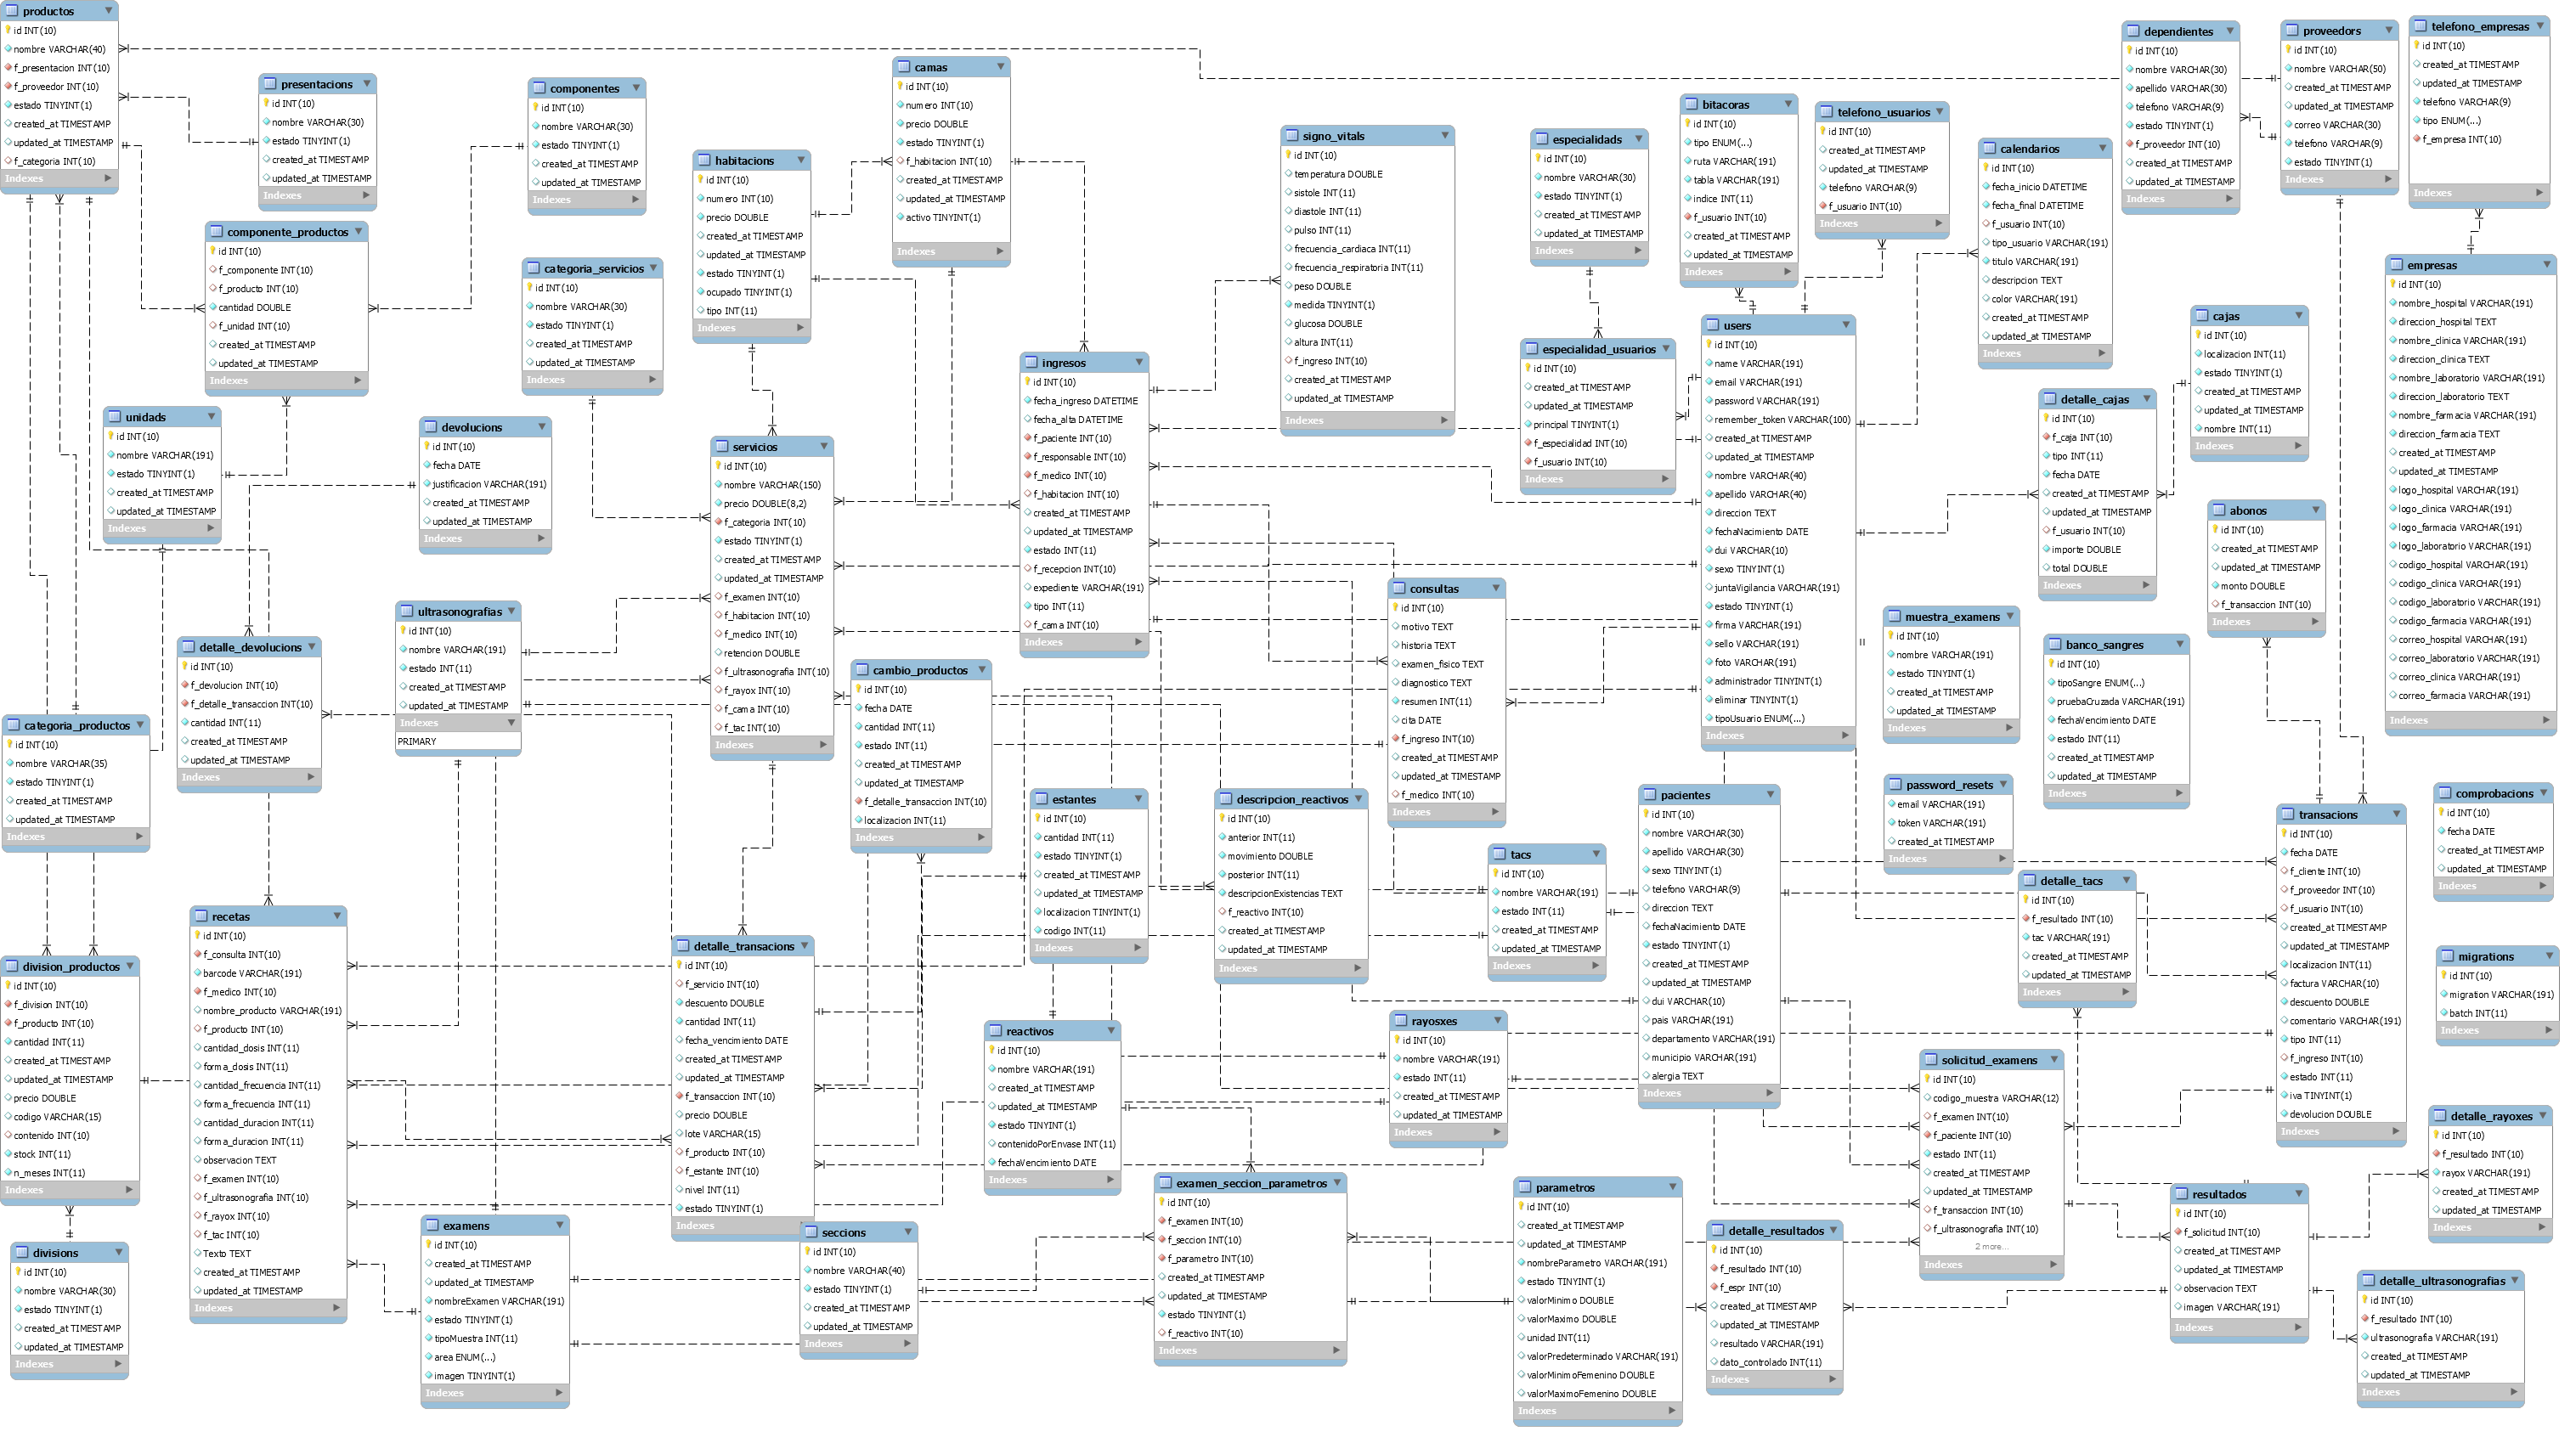 productos
id INT(10)
nombre VARCHAR(40)
f_presentacion INT(10)
f_proveedor INT(10)
estado TINYINT(1)
created_at TIMESTAMP
updated_at TIMESTAMP
f_categoria INT(10)
Indexes
presentacions
id INT(10)
nombre VARCHAR(30)
estado TINYINT(1)
created_at TIMESTAMP
updated_at TIMESTAMP
Indexes
componentes
id INT(10)
nombre VARCHAR(30)
estado TINYINT(1)
created_at TIMESTAMP
updated_at TIMESTAMP
Indexes
camas
id INT(10)
numero INT(10)
precio DOUBLE
estado TINYINT(1)
f_habitacion INT(10)
created_at TIMESTAMP
updated_at TIMESTAMP
activo TINYINT(1)
Indexes
habitacions
id INT(10)
numero INT(10)
precio DOUBLE
created_at TIMESTAMP
updated_at TIMESTAMP
estado TINYINT(1)
ocupado TINYINT(1)
tipo INT(11)
Indexes
signo_vitals
id INT(10)
temperatura DOUBLE
sistole INT(11)
diastole INT(11)
pulso INT(11)
frecuencia_cardiaca INT(11)
frecuencia_respiratoria INT(11)
peso DOUBLE
medida TINYINT(1)
glucosa DOUBLE
altura INT(11)
f_ingreso INT(10)
created_at TIMESTAMP
updated_at TIMESTAMP
Indexes
especialidads
id INT(10)
nombre VARCHAR(30)
estado TINYINT(1)
created_at TIMESTAMP
updated_at TIMESTAMP
Indexes
bitacoras
id INT(10)
tipo ENUM(...)
ruta VARCHAR(191)
tabla VARCHAR(191)
indice INT(11)
f_usuario INT(10)
created_at TIMESTAMP
updated_at TIMESTAMP
Indexes
telefono_usuarios
id INT(10)
created_at TIMESTAMP
updated_at TIMESTAMP
telefono VARCHAR(9)
f_usuario INT(10)
Indexes
calendarios
id INT(10)
fecha_inicio DATETIME
fecha_final DATETIME
f_usuario INT(10)
tipo_usuario VARCHAR(191)
titulo VARCHAR(191)
descripcion TEXT
color VARCHAR(191)
created_at TIMESTAMP
updated_at TIMESTAMP
Indexes
dependientes
id INT(10)
nombre VARCHAR(30)
apellido VARCHAR(30)
telefono VARCHAR(9)
estado TINYINT(1)
f_proveedor INT(10)
created_at TIMESTAMP
updated_at TIMESTAMP
Indexes
proveedors
id INT(10)
nombre VARCHAR(50)
created_at TIMESTAMP
updated_at TIMESTAMP
correo VARCHAR(30)
telefono VARCHAR(9)
estado TINYINT(1)
Indexes
telefono_empresas
id INT(10)
created_at TIMESTAMP
updated_at TIMESTAMP
telefono VARCHAR(9)
tipo ENUM(...)
f_empresa INT(10)
Indexes
componente_productos
id INT(10)
f_componente INT(10)
f_producto INT(10)
cantidad DOUBLE
f_unidad INT(10)
created_at TIMESTAMP
updated_at TIMESTAMP
Indexes
categoria_servicios
id INT(10)
nombre VARCHAR(30)
estado TINYINT(1)
created_at TIMESTAMP
updated_at TIMESTAMP
Indexes
ingresos
id INT(10)
fecha_ingreso DATETIME
fecha_alta DATETIME
f_paciente INT(10)
f_responsable INT(10)
f_medico INT(10)
f_habitacion INT(10)
created_at TIMESTAMP
updated_at TIMESTAMP
estado INT(11)
f_recepcion INT(10)
expediente VARCHAR(191)
tipo INT(11)
f_cama INT(10)
Indexes
especialidad_usuarios
id INT(10)
created_at TIMESTAMP
updated_at TIMESTAMP
principal TINYINT(1)
f_especialidad INT(10)
f_usuario INT(10)
Indexes
users
id INT(10)
name VARCHAR(191)
email VARCHAR(191)
password VARCHAR(191)
remember_token VARCHAR(100)
created_at TIMESTAMP
updated_at TIMESTAMP
nombre VARCHAR(40)
apellido VARCHAR(40)
direccion TEXT
fechaNacimiento DATE
dui VARCHAR(10)
sexo TINYINT(1)
juntaVigilancia VARCHAR(191)
estado TINYINT(1)
firma VARCHAR(191)
sello VARCHAR(191)
foto VARCHAR(191)
administrador TINYINT(1)
eliminar TINYINT(1)
tipoUsuario ENUM(...)
Indexes
cajas
id INT(10)
localizacion INT(11)
estado TINYINT(1)
created_at TIMESTAMP
updated_at TIMESTAMP
nombre INT(11)
Indexes
empresas
id INT(10)
nombre_hospital VARCHAR(191)
direccion_hospital TEXT
nombre_clinica VARCHAR(191)
direccion_clinica TEXT
nombre_laboratorio VARCHAR(191)
direccion_laboratorio TEXT
nombre_farmacia VARCHAR(191)
direccion_farmacia TEXT
created_at TIMESTAMP
updated_at TIMESTAMP
logo_hospital VARCHAR(191)
logo_clinica VARCHAR(191)
logo_farmacia VARCHAR(191)
logo_laboratorio VARCHAR(191)
codigo_hospital VARCHAR(191)
codigo_clinica VARCHAR(191)
codigo_laboratorio VARCHAR(191)
codigo_farmacia VARCHAR(191)
correo_hospital VARCHAR(191)
correo_laboratorio VARCHAR(191)
correo_clinica VARCHAR(191)
correo_farmacia VARCHAR(191)
Indexes
unidads
id INT(10)
nombre VARCHAR(191)
estado TINYINT(1)
created_at TIMESTAMP
updated_at TIMESTAMP
Indexes
devolucions
id INT(10)
fecha DATE
justificacion VARCHAR(191)
created_at TIMESTAMP
updated_at TIMESTAMP
Indexes
servicios
id INT(10)
nombre VARCHAR(150)
precio DOUBLE(8,2)
f_categoria INT(10)
estado TINYINT(1)
created_at TIMESTAMP
updated_at TIMESTAMP
f_examen INT(10)
f_habitacion INT(10)
f_medico INT(10)
retencion DOUBLE
f_ultrasonografia INT(10)
f_rayox INT(10)
f_cama INT(10)
f_tac INT(10)
Indexes
detalle_cajas
id INT(10)
f_caja INT(10)
tipo INT(11)
fecha DATE
created_at TIMESTAMP
updated_at TIMESTAMP
f_usuario INT(10)
importe DOUBLE
total DOUBLE
Indexes
abonos
id INT(10)
created_at TIMESTAMP
updated_at TIMESTAMP
monto DOUBLE
f_transaccion INT(10)
Indexes
consultas
id INT(10)
motivo TEXT
historia TEXT
examen_fisico TEXT
diagnostico TEXT
resumen INT(11)
cita DATE
f_ingreso INT(10)
created_at TIMESTAMP
updated_at TIMESTAMP
f_medico INT(10)
Indexes
ultrasonografias
id INT(10)
nombre VARCHAR(191)
estado INT(11)
created_at TIMESTAMP
updated_at TIMESTAMP
Indexes
PRIMARY
detalle_devolucions
id INT(10)
f_devolucion INT(10)
f_detalle_transaccion INT(10)
cantidad INT(11)
created_at TIMESTAMP
updated_at TIMESTAMP
Indexes
cambio_productos
id INT(10)
fecha DATE
cantidad INT(11)
estado INT(11)
created_at TIMESTAMP
updated_at TIMESTAMP
f_detalle_transaccion INT(10)
localizacion INT(11)
Indexes
muestra_examens
id INT(10)
nombre VARCHAR(191)
estado TINYINT(1)
created_at TIMESTAMP
updated_at TIMESTAMP
Indexes
banco_sangres
id INT(10)
tipoSangre ENUM(...)
pruebaCruzada VARCHAR(191)
fechaVencimiento DATE
estado INT(11)
created_at TIMESTAMP
updated_at TIMESTAMP
Indexes
categoria_productos
id INT(10)
nombre VARCHAR(35)
estado TINYINT(1)
created_at TIMESTAMP
updated_at TIMESTAMP
Indexes
estantes
id INT(10)
cantidad INT(11)
estado TINYINT(1)
created_at TIMESTAMP
updated_at TIMESTAMP
localizacion TINYINT(1)
codigo INT(11)
Indexes
descripcion_reactivos
id INT(10)
anterior INT(11)
movimiento DOUBLE
posterior INT(11)
descripcionExistencias TEXT
f_reactivo INT(10)
created_at TIMESTAMP
updated_at TIMESTAMP
Indexes
tacs
id INT(10)
nombre VARCHAR(191)
estado INT(11)
created_at TIMESTAMP
updated_at TIMESTAMP
Indexes
pacientes
id INT(10)
nombre VARCHAR(30)
apellido VARCHAR(30)
sexo TINYINT(1)
telefono VARCHAR(9)
direccion TEXT
fechaNacimiento DATE
estado TINYINT(1)
created_at TIMESTAMP
updated_at TIMESTAMP
dui VARCHAR(10)
pais VARCHAR(191)
departamento VARCHAR(191)
municipio VARCHAR(191)
alergia TEXT
Indexes
password_resets
email VARCHAR(191)
token VARCHAR(191)
created_at TIMESTAMP
Indexes
detalle_tacs
id INT(10)
f_resultado INT(10)
tac VARCHAR(191)
created_at TIMESTAMP
updated_at TIMESTAMP
Indexes
transacions
id INT(10)
fecha DATE
f_cliente INT(10)
f_proveedor INT(10)
f_usuario INT(10)
created_at TIMESTAMP
updated_at TIMESTAMP
localizacion INT(11)
factura VARCHAR(10)
descuento DOUBLE
comentario VARCHAR(191)
tipo INT(11)
f_ingreso INT(10)
estado INT(11)
iva TINYINT(1)
devolucion DOUBLE
Indexes
comprobacions
id INT(10)
fecha DATE
created_at TIMESTAMP
updated_at TIMESTAMP
Indexes
migrations
id INT(10)
migration VARCHAR(191)
batch INT(11)
Indexes
division_productos
id INT(10)
f_division INT(10)
f_producto INT(10)
cantidad INT(11)
created_at TIMESTAMP
updated_at TIMESTAMP
precio DOUBLE
codigo VARCHAR(15)
contenido INT(10)
stock INT(11)
n_meses INT(11)
Indexes
recetas
id INT(10)
f_consulta INT(10)
barcode VARCHAR(191)
f_medico INT(10)
nombre_producto VARCHAR(191)
f_producto INT(10)
cantidad_dosis INT(11)
forma_dosis INT(11)
cantidad_frecuencia INT(11)
forma_frecuencia INT(11)
cantidad_duracion INT(11)
forma_duracion INT(11)
observacion TEXT
f_examen INT(10)
f_ultrasonografia INT(10)
f_rayox INT(10)
f_tac INT(10)
Texto TEXT
created_at TIMESTAMP
updated_at TIMESTAMP
Indexes
detalle_transacions
id INT(10)
f_servicio INT(10)
descuento DOUBLE
cantidad INT(11)
fecha_vencimiento DATE
created_at TIMESTAMP
updated_at TIMESTAMP
f_transaccion INT(10)
precio DOUBLE
lote VARCHAR(15)
f_producto INT(10)
f_estante INT(10)
nivel INT(11)
estado TINYINT(1)
Indexes
reactivos
id INT(10)
nombre VARCHAR(191)
created_at TIMESTAMP
updated_at TIMESTAMP
estado TINYINT(1)
contenidoPorEnvase INT(11)
fechaVencimiento DATE
Indexes
rayosxes
id INT(10)
nombre VARCHAR(191)
estado INT(11)
created_at TIMESTAMP
updated_at TIMESTAMP
Indexes
solicitud_examens
id INT(10)
codigo_muestra VARCHAR(12)
f_examen INT(10)
f_paciente INT(10)
estado INT(11)
created_at TIMESTAMP
updated_at TIMESTAMP
f_transaccion INT(10)
f_ultrasonografia INT(10)
2 more...
Indexes
detalle_rayoxes
id INT(10)
f_resultado INT(10)
rayox VARCHAR(191)
created_at TIMESTAMP
updated_at TIMESTAMP
Indexes
divisions
id INT(10)
nombre VARCHAR(30)
estado TINYINT(1)
created_at TIMESTAMP
updated_at TIMESTAMP
Indexes
examens
id INT(10)
created_at TIMESTAMP
updated_at TIMESTAMP
nombreExamen VARCHAR(191)
estado TINYINT(1)
tipoMuestra INT(11)
area ENUM(...)
imagen TINYINT(1)
Indexes
seccions
id INT(10)
nombre VARCHAR(40)
estado TINYINT(1)
created_at TIMESTAMP
updated_at TIMESTAMP
Indexes
examen_seccion_parametros
id INT(10)
f_examen INT(10)
f_seccion INT(10)
f_parametro INT(10)
created_at TIMESTAMP
updated_at TIMESTAMP
estado TINYINT(1)
f_reactivo INT(10)
Indexes
parametros
id INT(10)
created_at TIMESTAMP
updated_at TIMESTAMP
nombreParametro VARCHAR(191)
estado TINYINT(1)
valorMinimo DOUBLE
valorMaximo DOUBLE
unidad INT(11)
valorPredeterminado VARCHAR(191)
valorMinimoFemenino DOUBLE
valorMaximoFemenino DOUBLE
Indexes
detalle_resultados
id INT(10)
f_resultado INT(10)
f_espr INT(10)
created_at TIMESTAMP
updated_at TIMESTAMP
resultado VARCHAR(191)
dato_controlado INT(11)
Indexes
resultados
id INT(10)
f_solicitud INT(10)
created_at TIMESTAMP
updated_at TIMESTAMP
observacion TEXT
imagen VARCHAR(191)
Indexes
detalle_ultrasonografias
id INT(10)
f_resultado INT(10)
ultrasonografia VARCHAR(191)
created_at TIMESTAMP
updated_at TIMESTAMP
Indexes